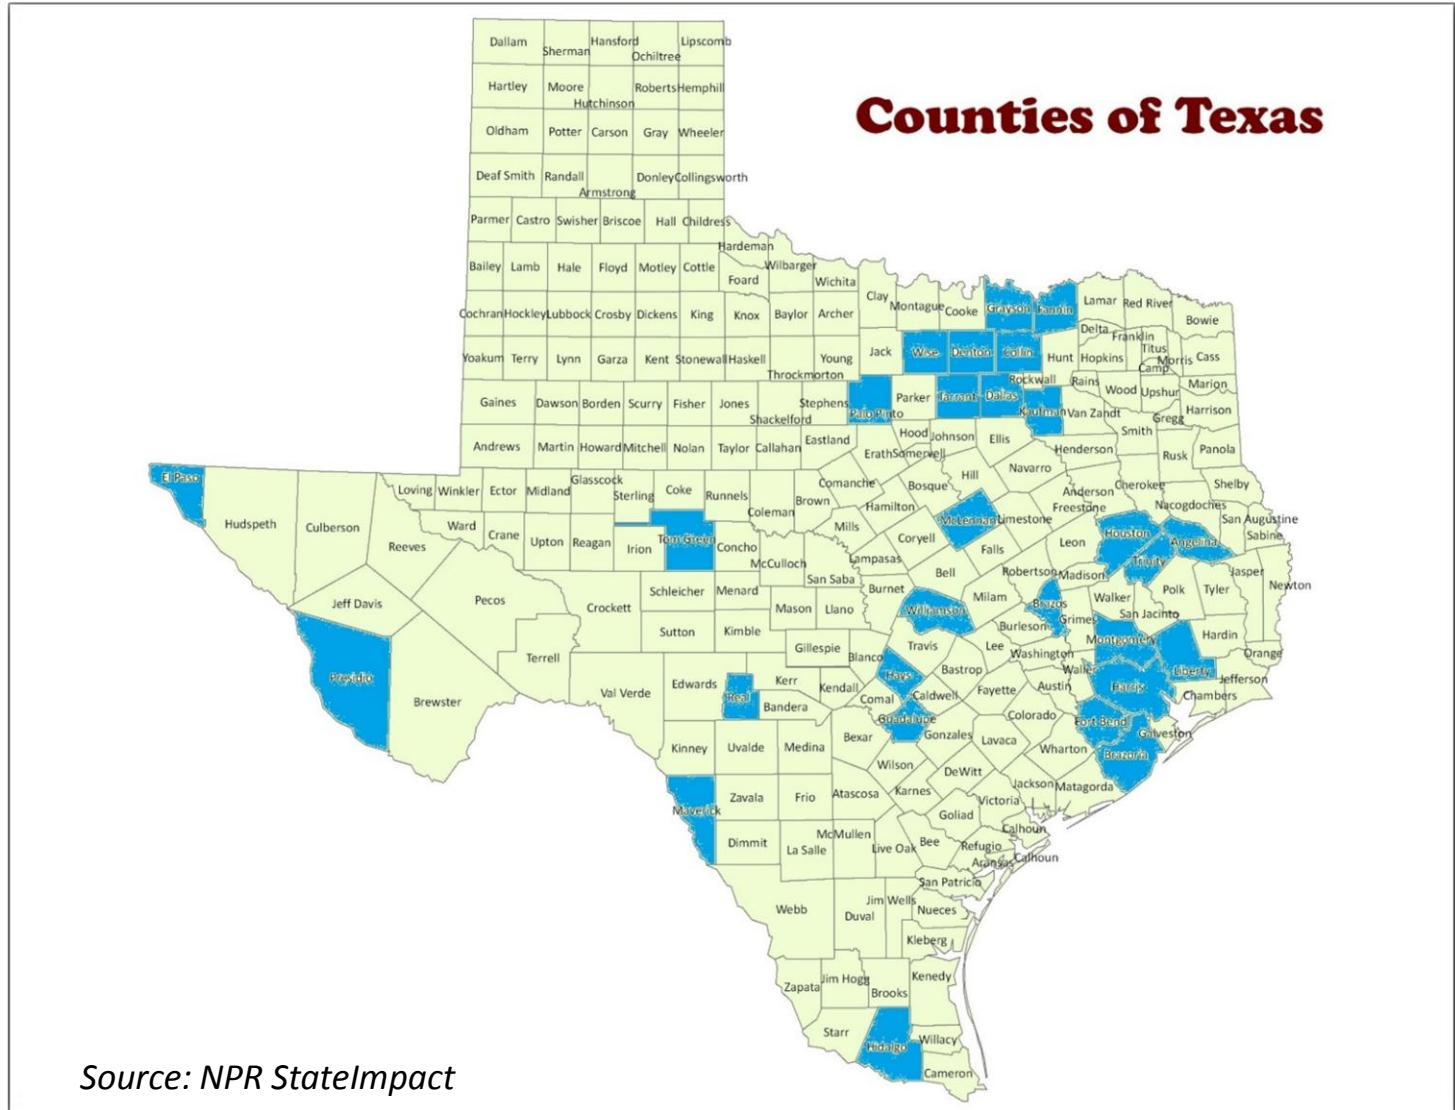 Counties of Texas
Dallam
Sherman
Hansford
Ochiltree
Lipscomb
Hartley
Moore
Hutchinson
Roberts
Hemphill
Oldham
Potter
Carson
Gray
Wheeler
Deaf Smith
Randall
Armstrong
Donley
Collingsworth
Parmer
Castro
Swisher
Briscoe
Hall
Childress
Hardeman
Bailey
Lamb
Hale
Floyd
Motley
Cottle
Foard
Wilbarger
Wichita
Clay
Montague
Cooke
Grayson
Fannin
Lamar
Red River
Bowie
Cochran
Hockley
Lubbock
Crosby
Dickens
King
Knox
Baylor
Archer
Delta
Franklin
Titus
Camp
Morris
Cass
Yoakum
Terry
Lynn
Garza
Kent
Stonewall
Haskell
Throckmorton
Young
Jack
Wise
Denton
Collin
Hunt
Hopkins
Rockwall
Rains
Wood
Upshur
Marion
Gaines
Dawson
Borden
Scurry
Fisher
Jones
Shackelford
Stephens
Palo Pinto
Parker
Tarrant
Dallas
Kaufman
Van Zandt
Smith
Gregg
Harrison
Andrews
Martin
Howard
Mitchell
Nolan
Taylor
Callahan
Eastland
Erath
Hood
Somervell
Johnson
Ellis
Henderson
Rusk
Panola
El Paso
Hudspeth
Culberson
Reeves
Loving
Winkler
Ector
Midland
Glasscock
Sterling
Coke
Runnels
Coleman
Brown
Comanche
Hamilton
Bosque
Hill
Navarro
Anderson
Freestone
Cherokee
Nacogdoches
Shelby
San Augustine
Sabine
Ward
Crane
Upton
Reagan
Irion
Tom Green
Concho
McCulloch
Mills
San Saba
Lampasas
Coryell
McLennan
Limestone
Falls
Leon
Houston
Trinity
Angelina
Jeff Davis
Pecos
Crockett
Schleicher
Menard
Mason
Llano
Burnet
Bell
Milam
Robertson
Madison
Brazos
Grimes
Walker
San Jacinto
Polk
Tyler
Jasper
Newton
Presidio
Brewster
Terrell
Val Verde
Sutton
Kimble
Gillespie
Blanco
Williamson
Travis
Burleson
Lee
Washington
Montgomery
Liberty
Hardin
Orange
Edwards
Real
Kerr
Bandera
Kendall
Comal
Hays
Caldwell
Bastrop
Fayette
Austin
Waller
Harris
Chambers
Jefferson
Kinney
Uvalde
Medina
Bexar
Guadalupe
Gonzales
Lavaca
Colorado
Wharton
Fort Bend
Galveston
Brazoria
Maverick
Zavala
Frio
Atascosa
Wilson
Karnes
DeWitt
Jackson
Matagorda
Victoria
Goliad
Calhoun
Dimmit
La Salle
McMullen
Live Oak
Bee
Refugio
Aransas
Calhoun
San Patricio
Webb
Duval
Jim Wells
Nueces
Kleberg
Zapata
Jim Hogg
Brooks
Kenedy
Starr
Hidalgo
Willacy
Cameron
Source: NPR StateImpact